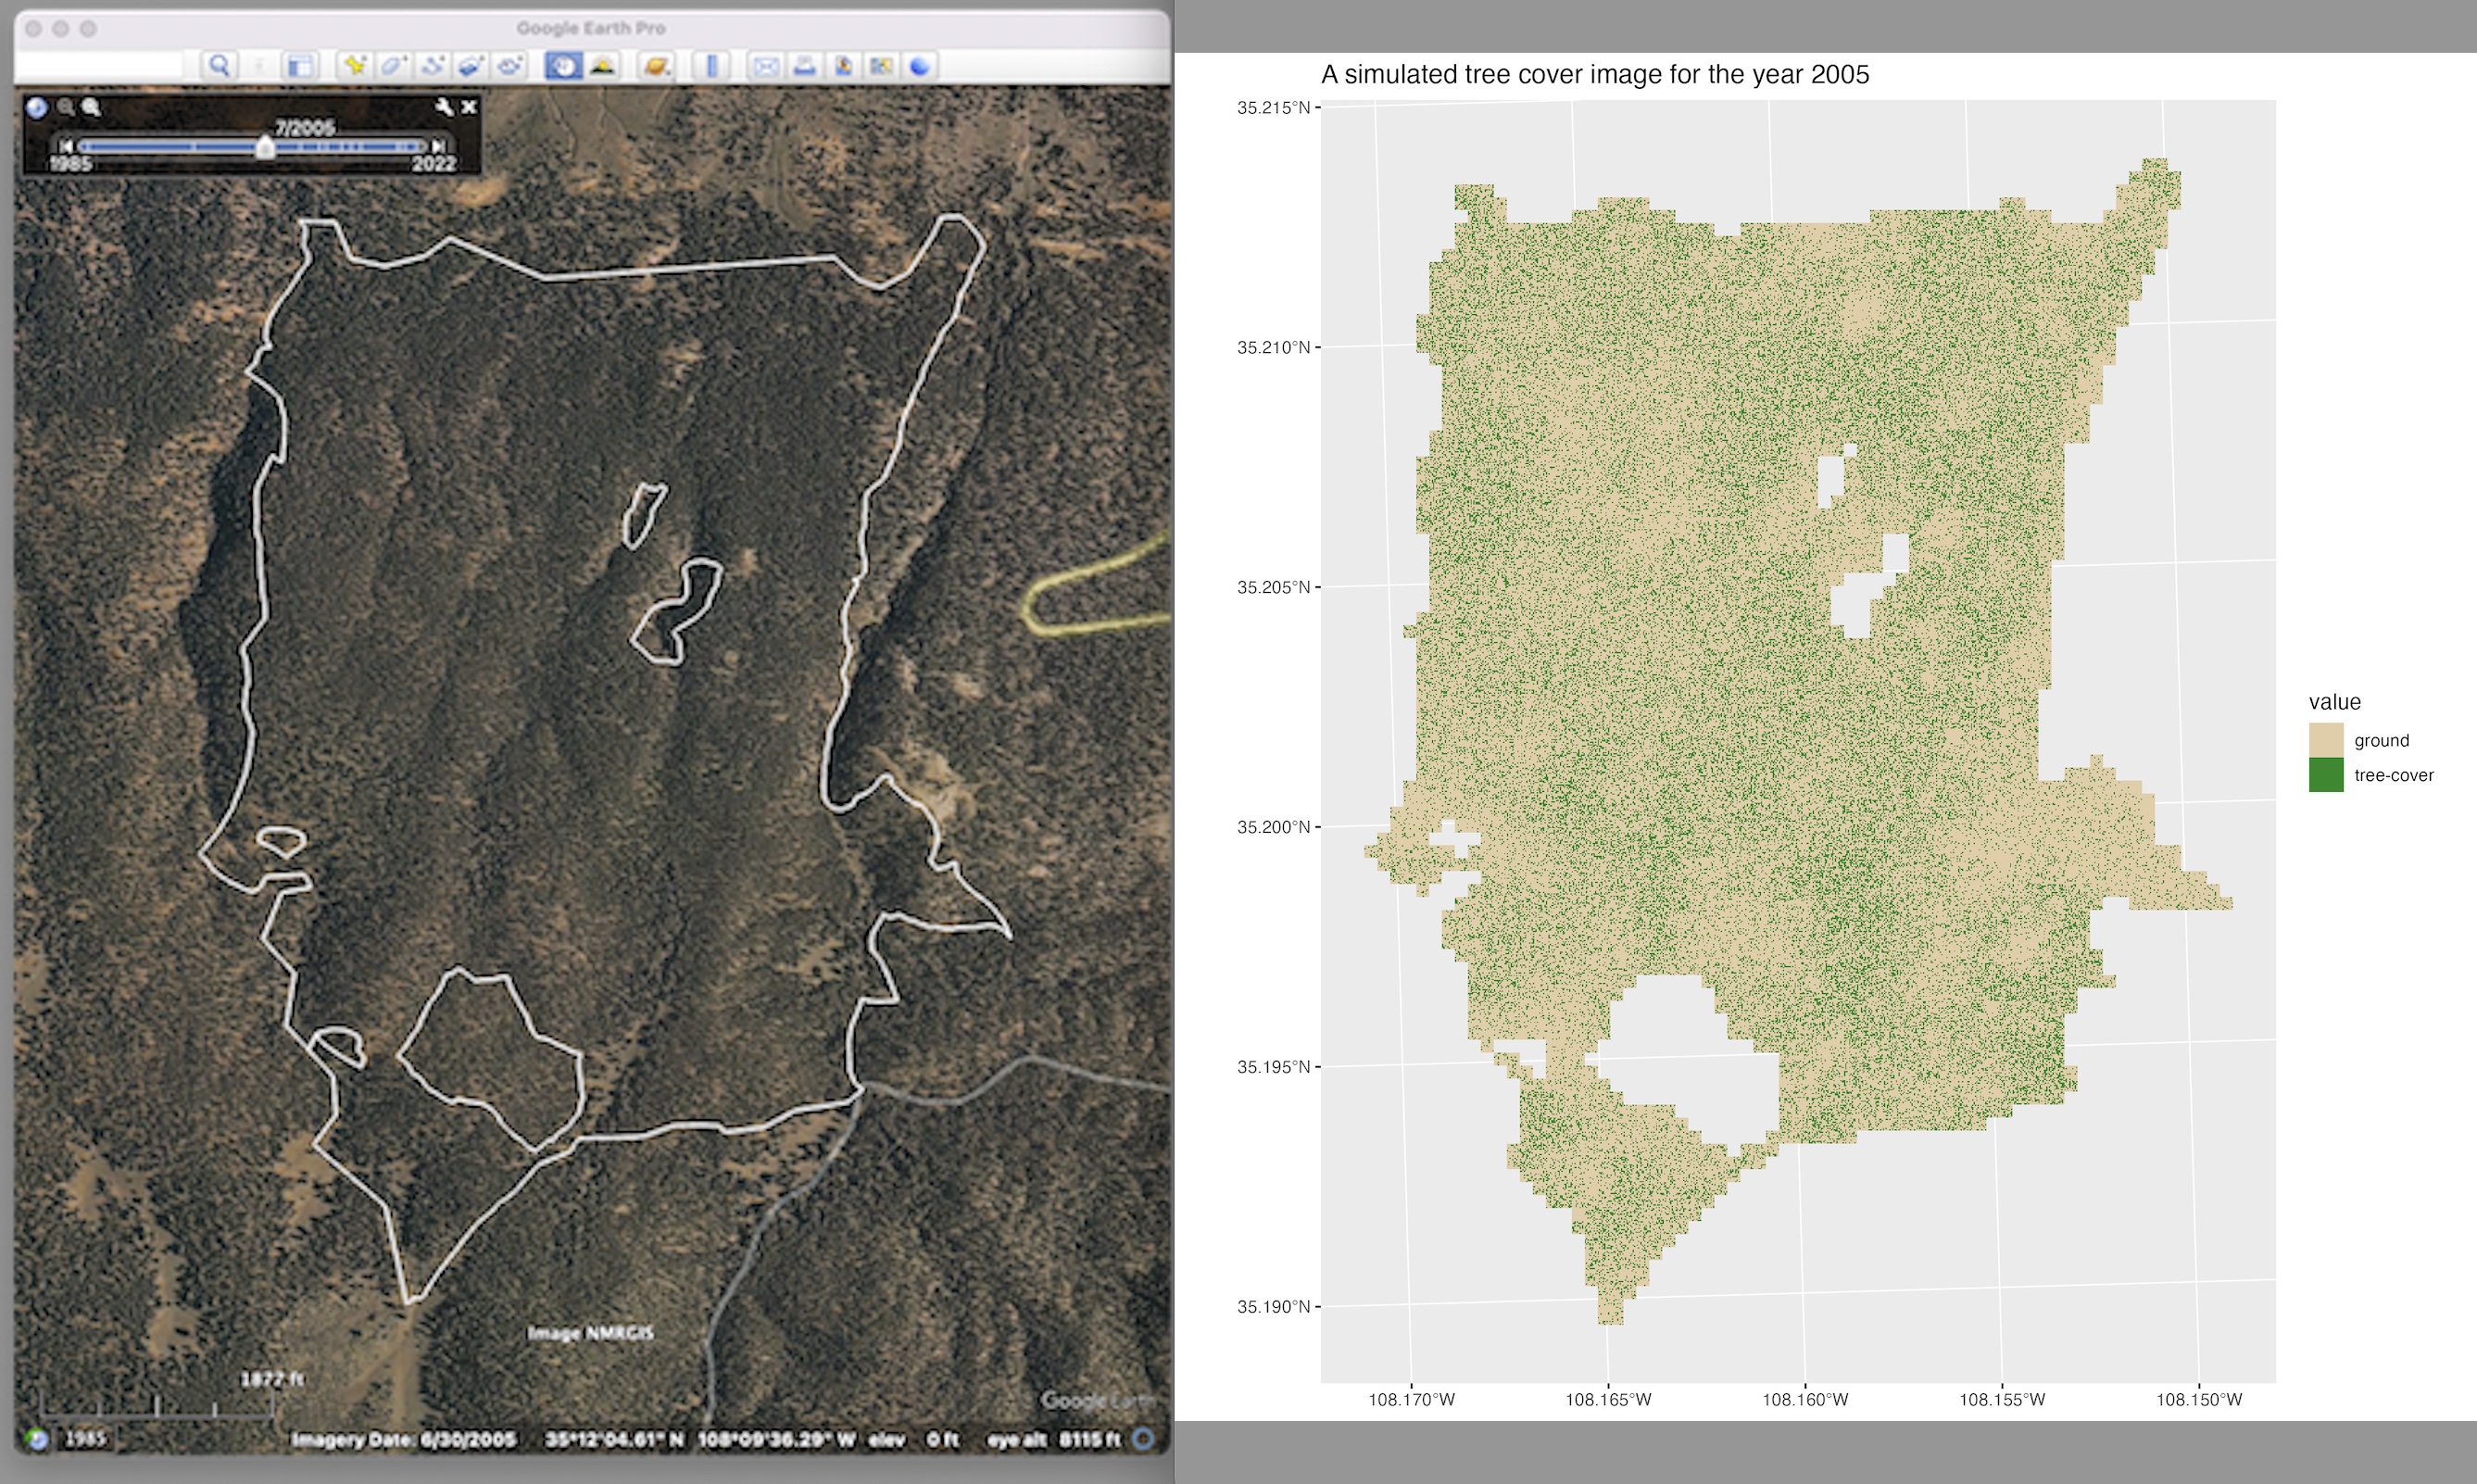 Google Earth Pro
7/2005
1985
2022
Image NMRGIS
1877 ft
Google Earth
1985
Imagery Date: 6/30/2005 35°12'04.61" N 108°09'36.29" W elev 0 ft eye alt 8115 ft
A simulated tree cover image for the year 2005
35.215°N
35.210°N
35.205°N
35.200°N
35.195°N
35.190°N
108.170°W
108.165°W
108.160°W
108.155°W
108.150°W
value
ground
tree-cover